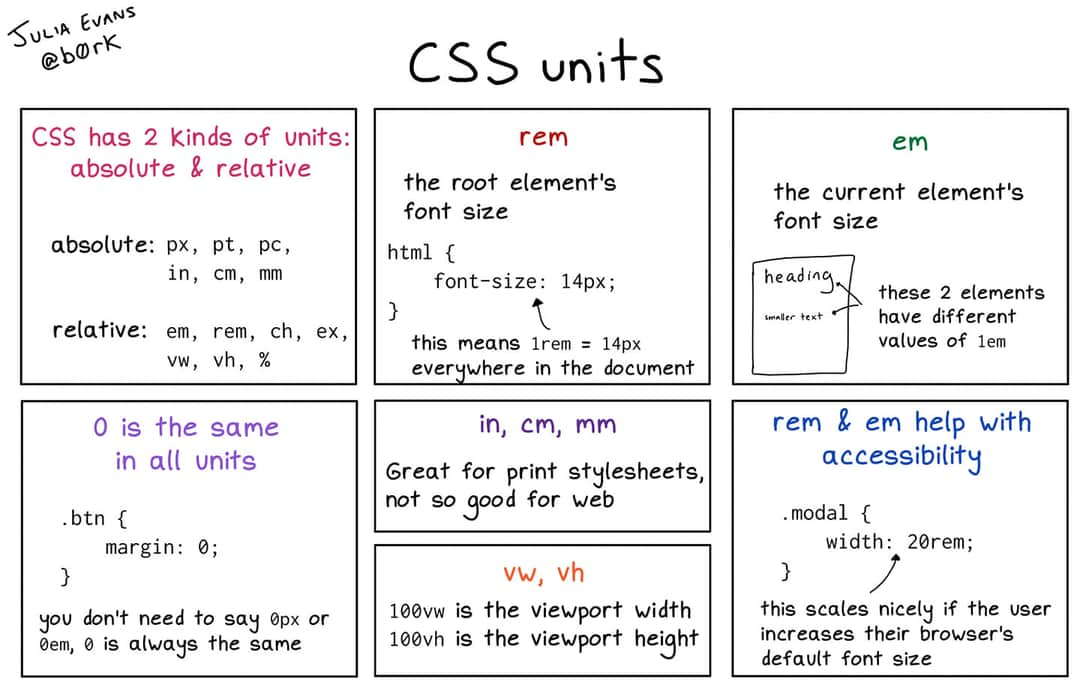 JULIA EVANS
@b0rk
CSS units
CSS has 2 kinds of units:
absolute & relative
absolute: px, pt, pc,
in, cm, mm
relative: em, rem, ch, ex,
vw, vh, %
rem
the root element's
font size
html {
font-size: 14px;
}
this means 1rem = 14px
everywhere in the document
em
the current element's
font size
heading
smaller text
these 2 elements
have different
values of 1em
0 is the same
in all units
.btn {
margin: 0;
}
you don't need to say 0px or
0em, 0 is always the same
in, cm, mm
Great for print stylesheets,
not so good for web
vw, vh
100vw is the viewport width
100vh is the viewport height
rem & em help with
accessibility
.modal {
width: 20rem;
}
this scales nicely if the user
increases their browser's
default font size